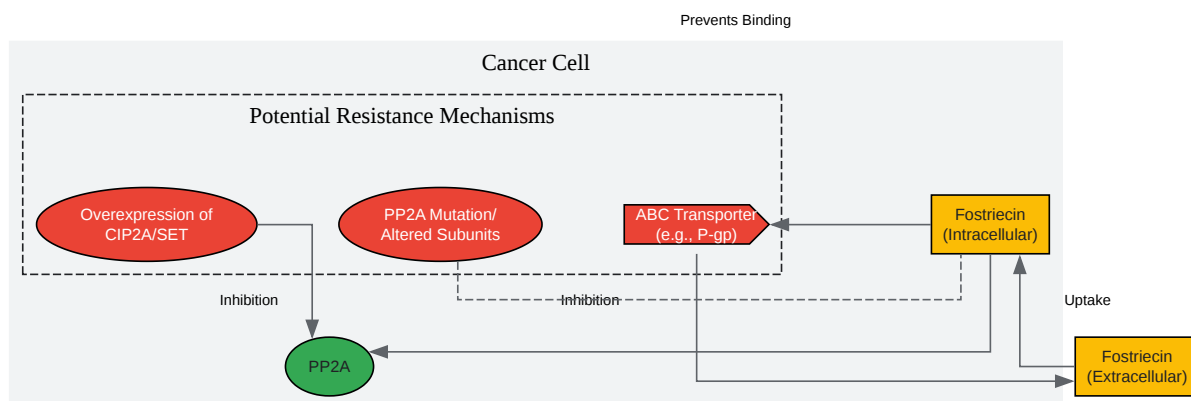 Prevents Binding
Cancer Cell
Potential Resistance Mechanisms
Overexpression of
CIP2A/SET
PP2A Mutation/
Altered Subunits
ABC Transporter
(e.g., P-gp)
Fostriecin
(Intracellular)
Inhibition
Inhibition
Uptake
PP2A
Fostriecin
(Extracellular)